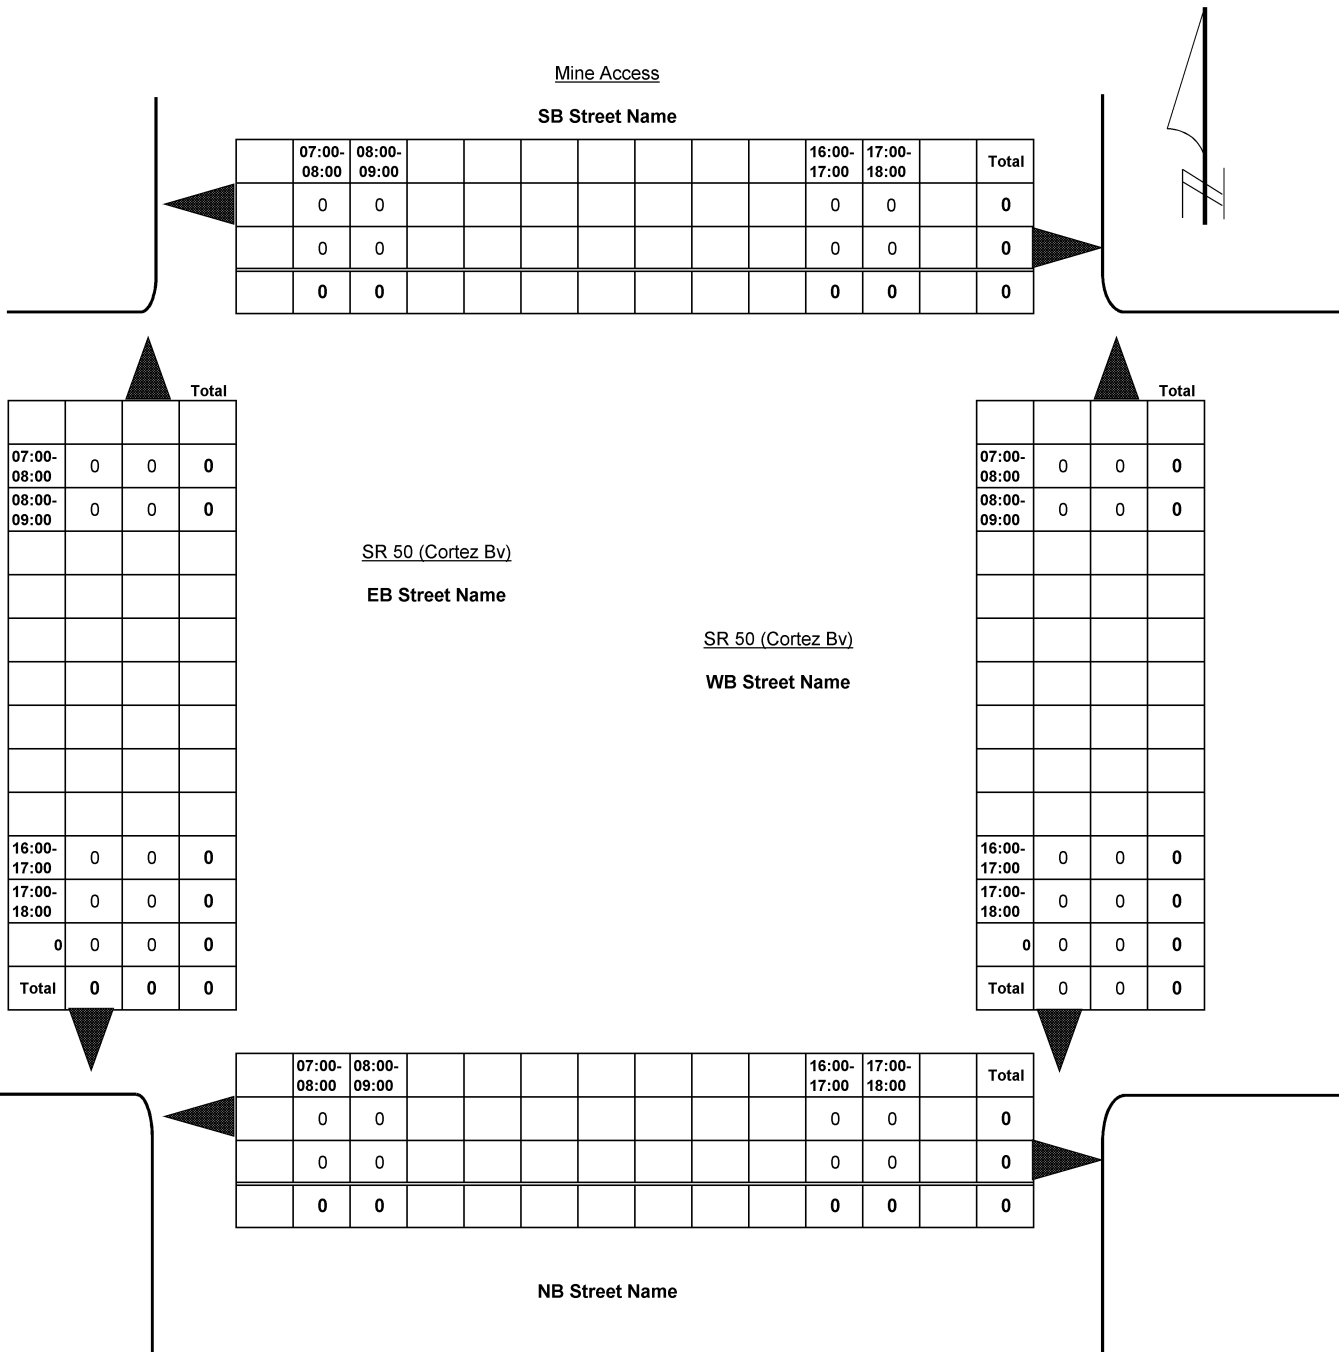 Mine Access
SB Street Name
07:00- 08:00- 16:00- 17:00- Total
08:00 09:00 17:00 18:00
0 0 0 0 0
0 0 0 0 0
0 0 0 0 0
Total
07:00-
08:00 0 0 0
08:00-
09:00 0 0 0
16:00-
17:00 0 0 0
17:00-
18:00 0 0 0
0 0 0 0
Total 0 0 0
SR 50 (Cortez Bv)
EB Street Name
SR 50 (Cortez Bv)
WB Street Name
Total
07:00-
08:00 0 0 0
08:00-
09:00 0 0 0
16:00-
17:00 0 0 0
17:00-
18:00 0 0 0
0 0 0 0
Total 0 0 0
07:00- 08:00- 16:00- 17:00- Total
08:00 09:00 17:00 18:00
0 0 0 0 0
0 0 0 0 0
0 0 0 0 0
NB Street Name